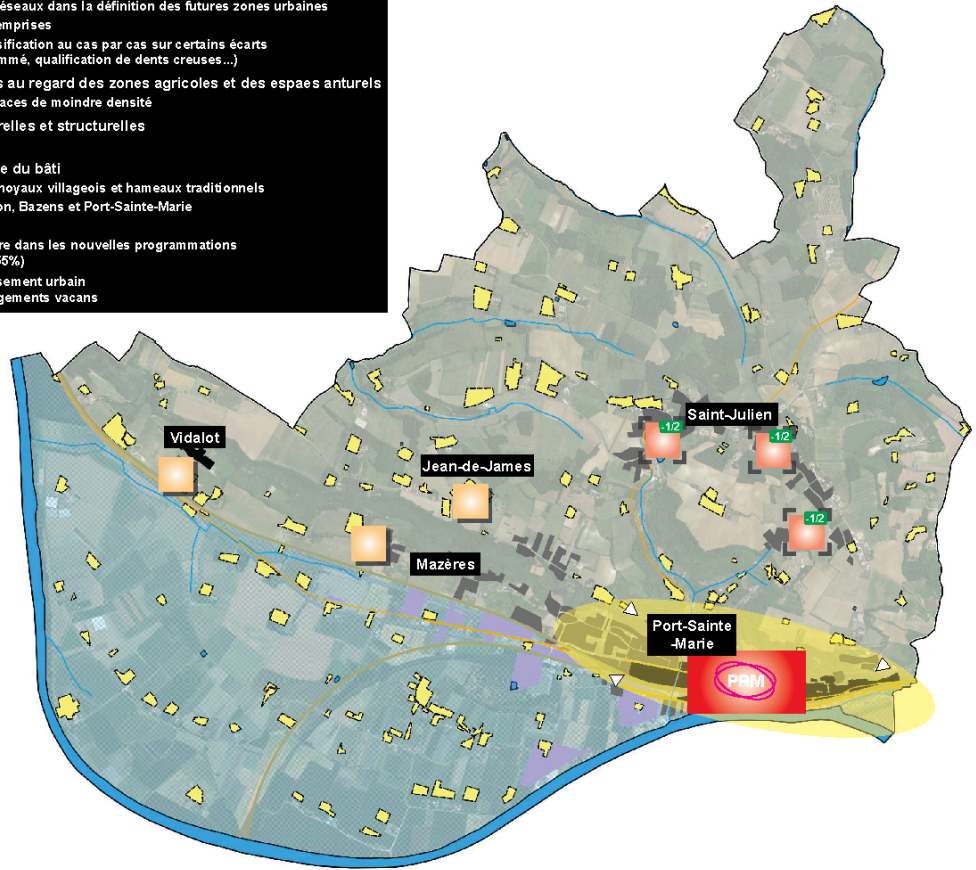 réseaux dans la définition des futures zones urbaines
emprises
sification au cas par cas sur certains écarts
mmé, qualification de dents creuses...)
s au regard des zones agricoles et des espaes anturels
aces de moindre densité
relles et structurelles
e du bâti
noyaux villageois et hameaux traditionnels
on, Bazens et Port-Sainte-Marie
re dans les nouvelles programmations
55%)
sement urbain
gements vacans
Saint-Julien
-1/2
-1/2
Vidalot
Jean-de-James
-1/2
Mazères
Port-Sainte
-Marie
PPM